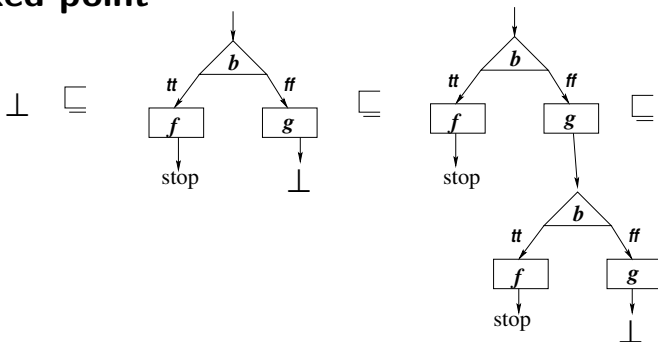 ked point
b
tt ff
f g
stop ⊥
⊥ ⊑
⊑
b
tt ff
f g
stop
b
tt ff
f g
stop ⊥
⊑